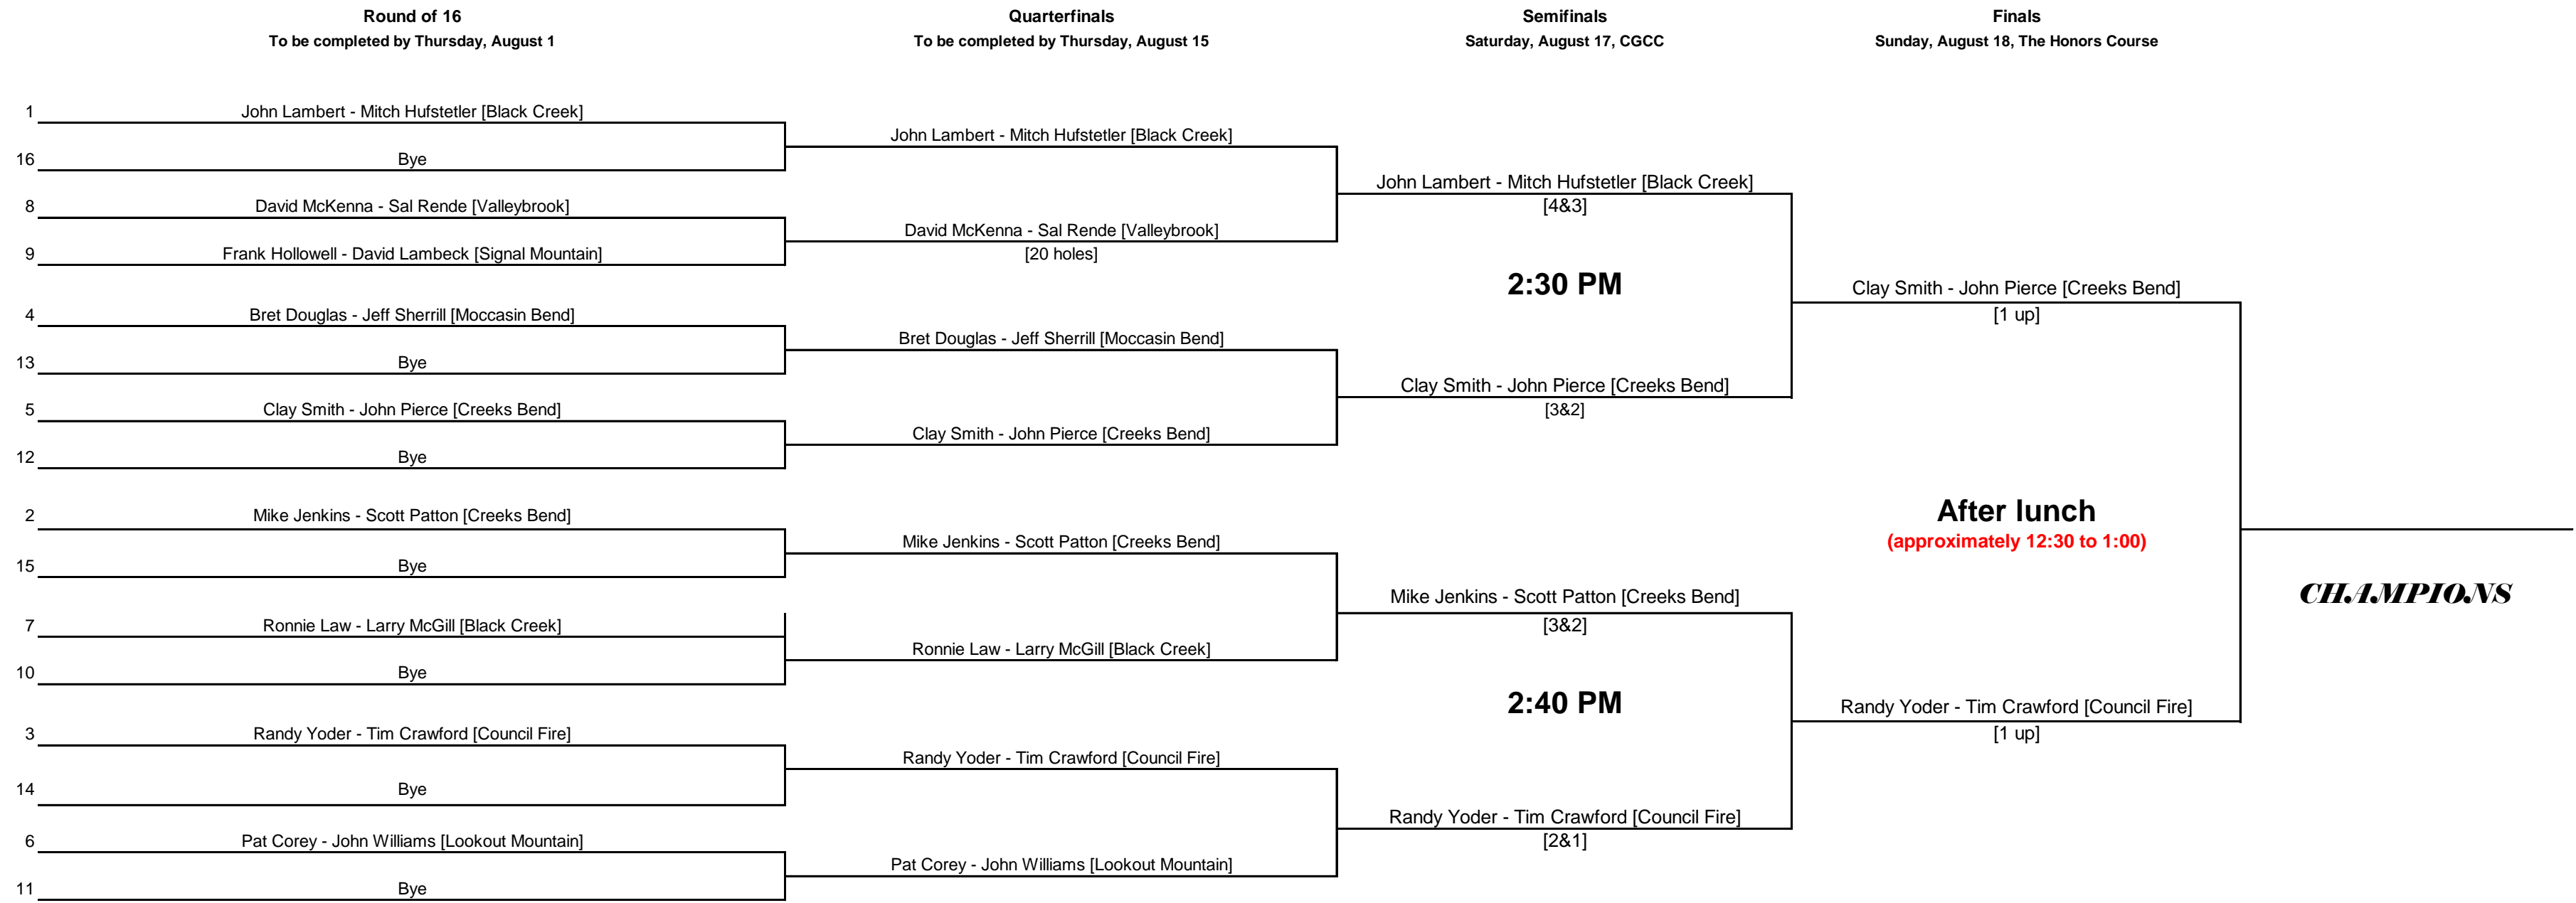 Round of 16
To be completed by Thursday, August 1
Quarterfinals
To be completed by Thursday, August 15
Semifinals
Saturday, August 17, CGCC
Finals
Sunday, August 18, The Honors Course
1 John Lambert - Mitch Hufstetler [Black Creek]
16 Bye
8 David McKenna - Sal Rende [Valleybrook]
9 Frank Hollowell - David Lambeck [Signal Mountain]
4 Bret Douglas - Jeff Sherrill [Moccasin Bend]
13 Bye
5 Clay Smith - John Pierce [Creeks Bend]
12 Bye
2 Mike Jenkins - Scott Patton [Creeks Bend]
15 Bye
7 Ronnie Law - Larry McGill [Black Creek]
10 Bye
3 Randy Yoder - Tim Crawford [Council Fire]
14 Bye
6 Pat Corey - John Williams [Lookout Mountain]
11 Bye
John Lambert - Mitch Hufstetler [Black Creek]
David McKenna - Sal Rende [Valleybrook]
[20 holes]
Bret Douglas - Jeff Sherrill [Moccasin Bend]
Clay Smith - John Pierce [Creeks Bend]
Mike Jenkins - Scott Patton [Creeks Bend]
Ronnie Law - Larry McGill [Black Creek]
Randy Yoder - Tim Crawford [Council Fire]
Pat Corey - John Williams [Lookout Mountain]
John Lambert - Mitch Hufstetler [Black Creek]
[4&3]
2:30 PM
Clay Smith - John Pierce [Creeks Bend]
[3&2]
Mike Jenkins - Scott Patton [Creeks Bend]
[3&2]
2:40 PM
Randy Yoder - Tim Crawford [Council Fire]
[2&1]
Clay Smith - John Pierce [Creeks Bend]
[1 up]
After lunch
(approximately 12:30 to 1:00)
Randy Yoder - Tim Crawford [Council Fire]
[1 up]
CHAMPIONS